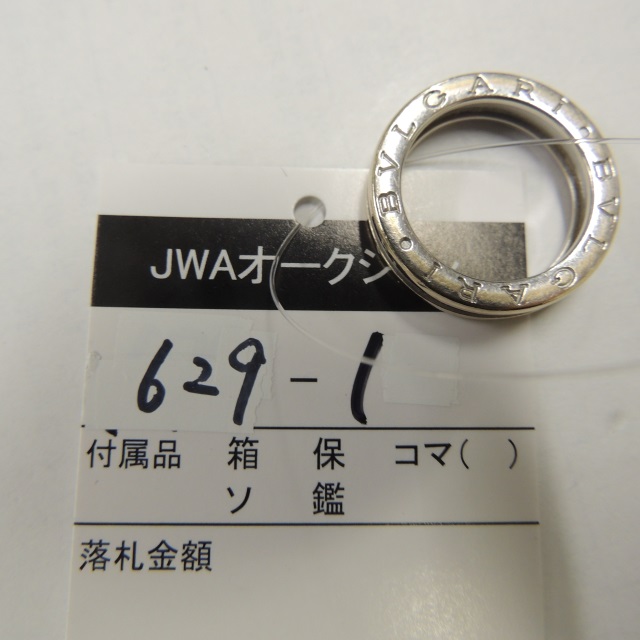 BVLGARI • BVLGARI •
JWAオークシ
629-1
付属品 箱 保 コマ( )
ソ 鑑
落札金額